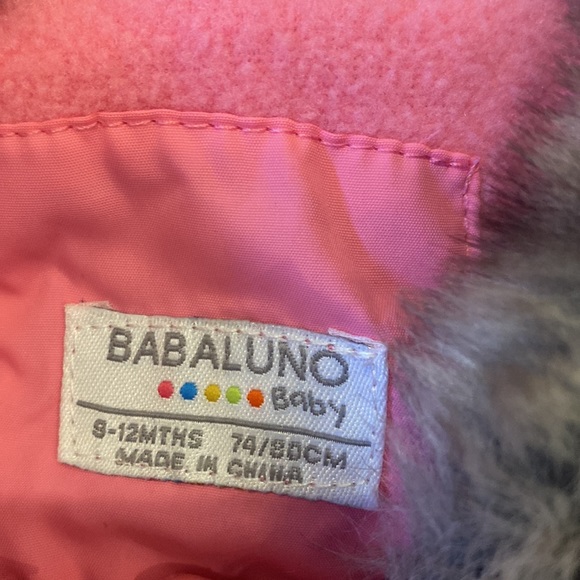 BABALUNO
Baby
9-12MTHS 74/80CM
MADE IN CHINA